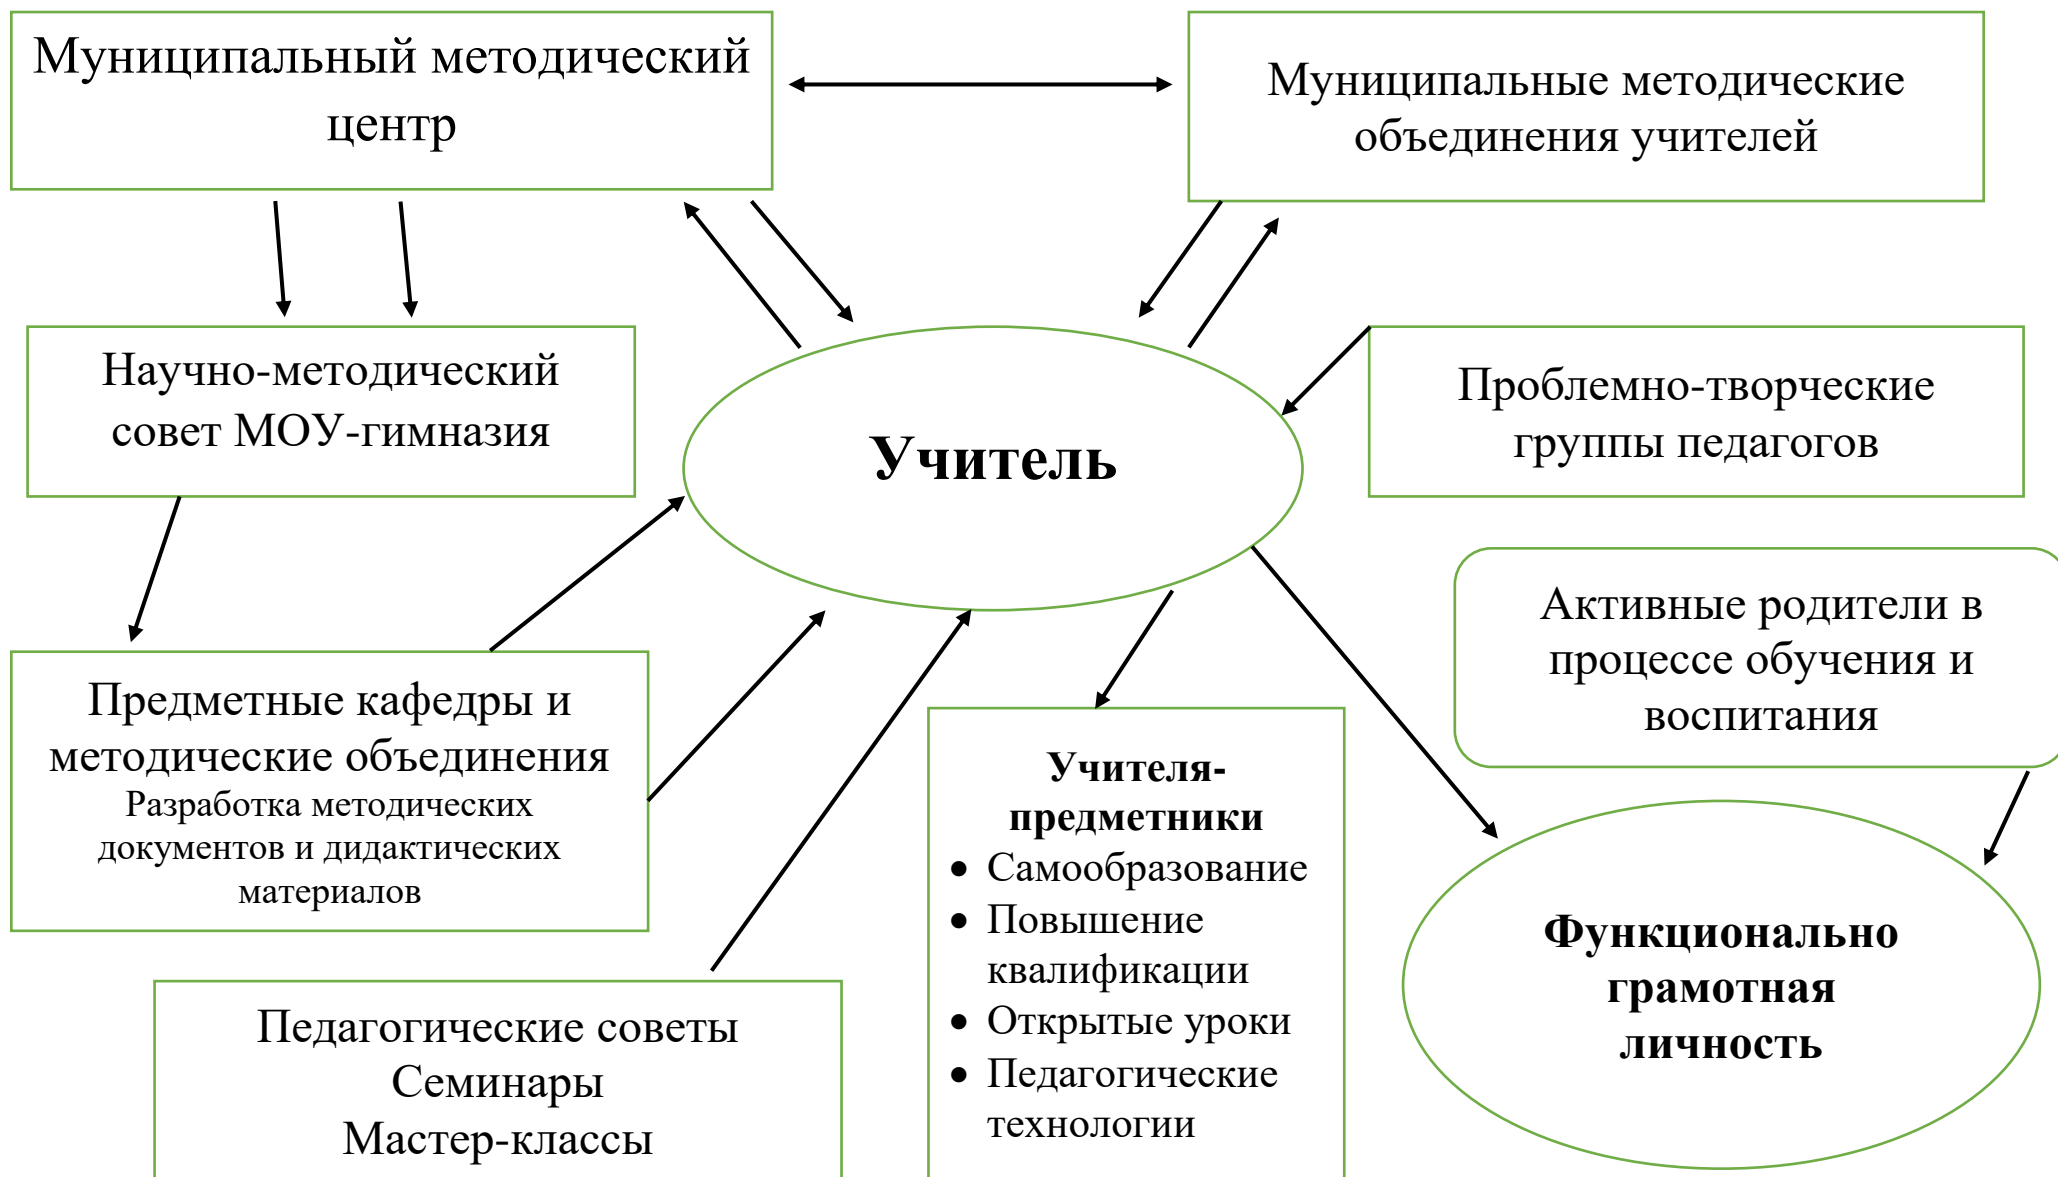 Муниципальный методический
центр
Муниципальные методические
объединения учителей
Научно-методический
совет МОУ-гимназия
Учитель
Проблемно-творческие
группы педагогов
Активные родители в
процессе обучения и
воспитания
Предметные кафедры и
методические объединения
Разработка методических
документов и дидактических
материалов
Учителя-
предметники
• Самообразование
• Повышение
квалификации
• Открытые уроки
• Педагогические
технологии
Функционально
грамотная
личность
Педагогические советы
Семинары
Мастер-классы